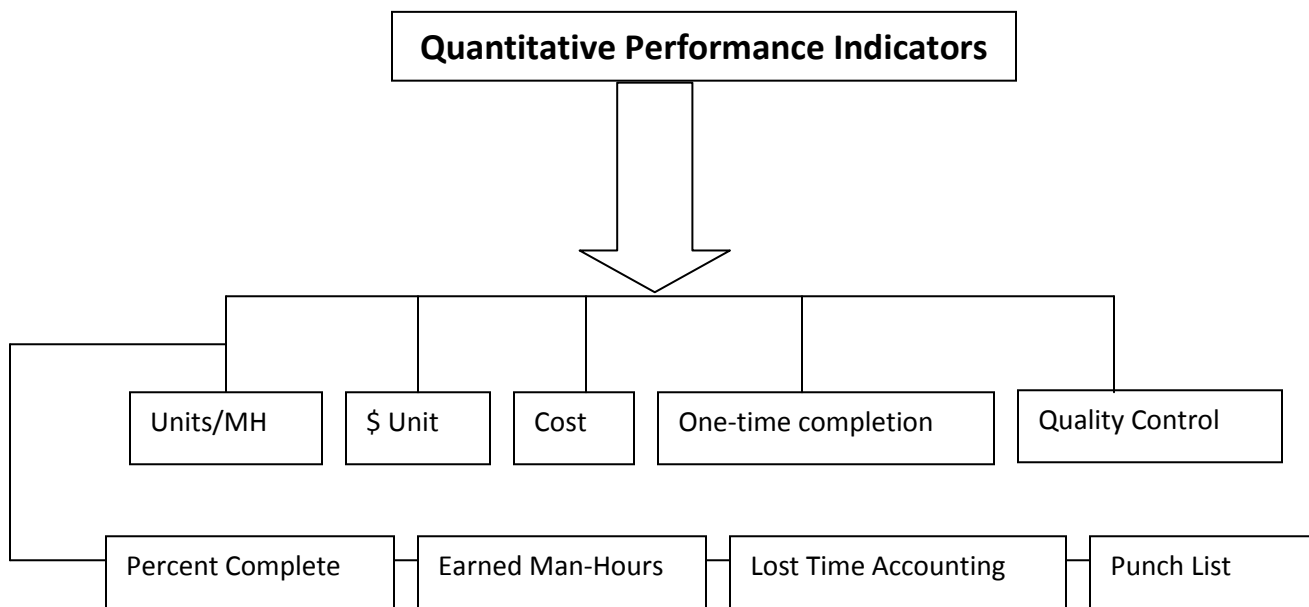 Quantitative Performance Indicators
Units/MH
$ Unit
Cost
One-time completion
Quality Control
Percent Complete
Earned Man-Hours
Lost Time Accounting
Punch List